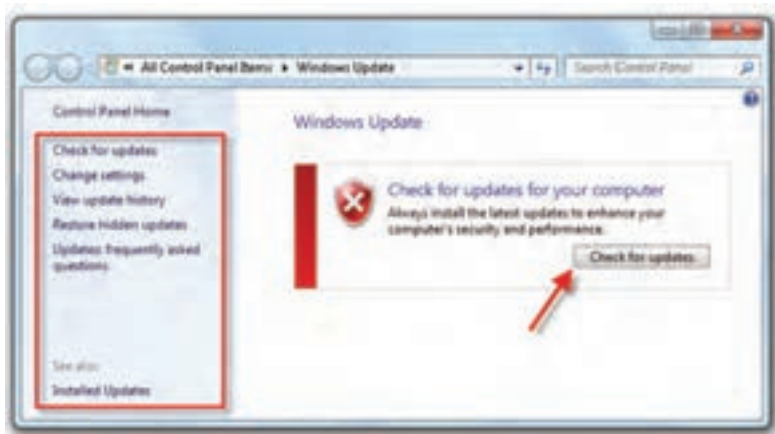 « All Control Panel Items ▸ Windows Update
Search Control Panel
Control Panel Home
Check for updates
Change settings
View update history
Restore hidden updates
Updates: frequently asked
questions
See also
Installed Updates
Windows Update
Check for updates for your computer
Always install the latest updates to enhance your
computer's security and performance.
Check for updates